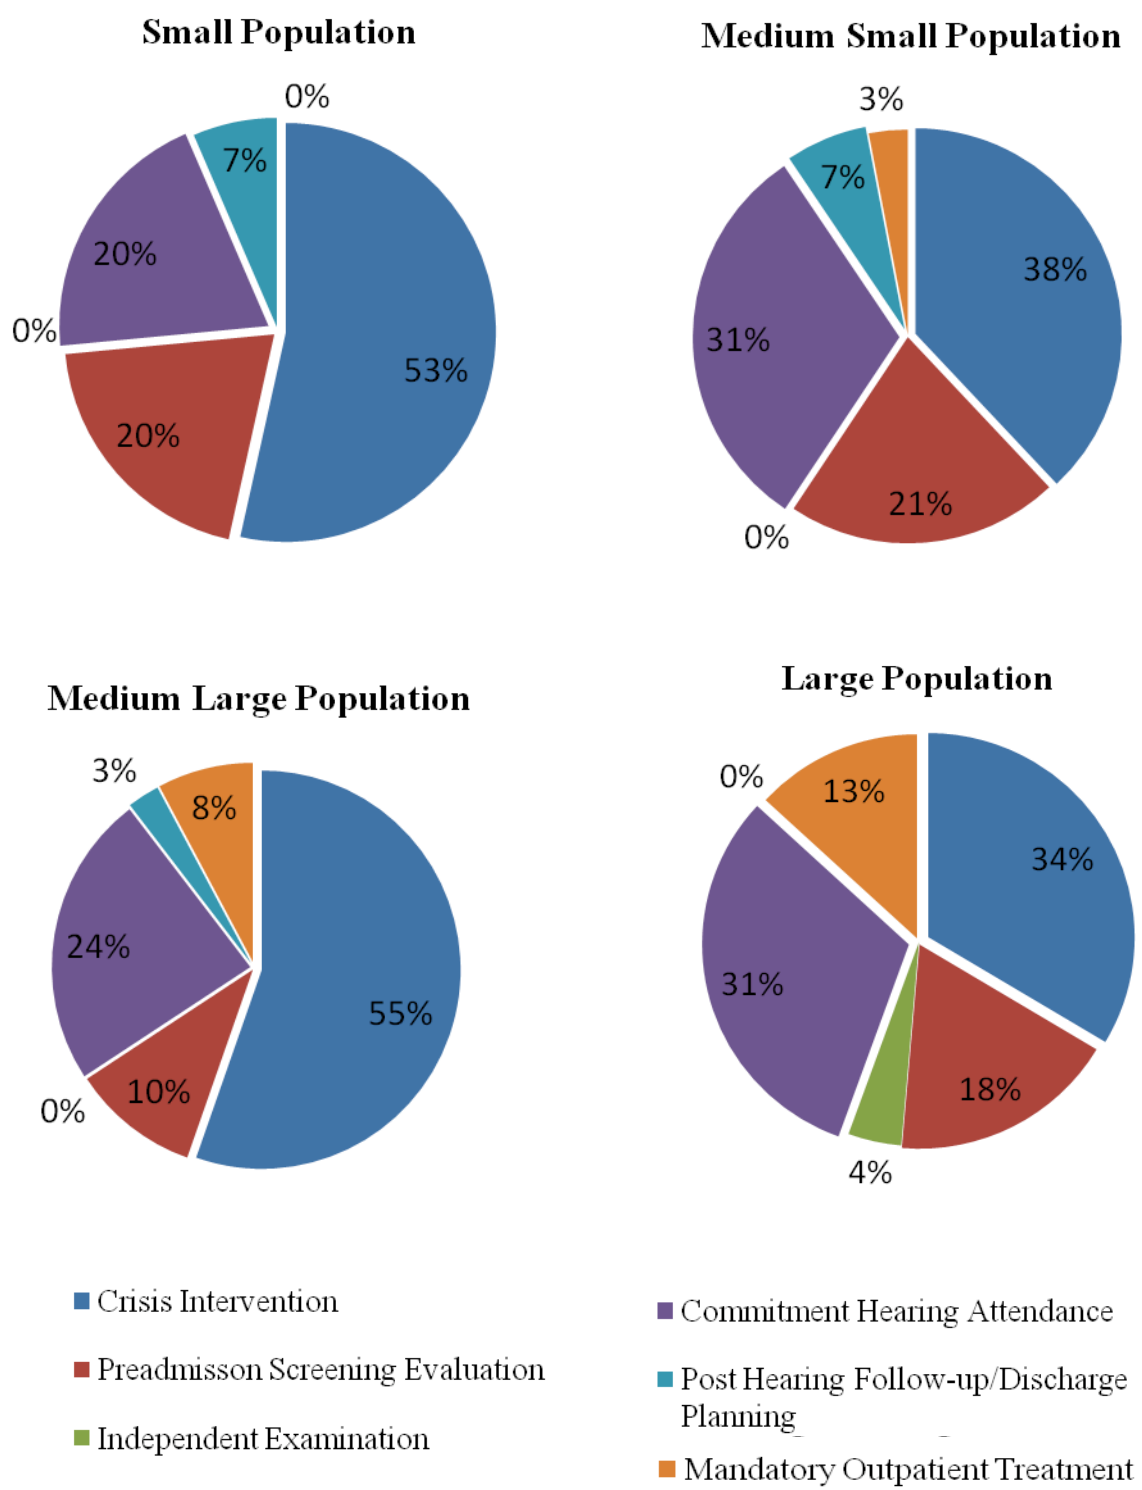 Small Population
0%
7%
20%
0%
53%
20%
Medium Small Population
3%
7%
38%
31%
21%
0%
Medium Large Population
3%
8%
24%
55%
10%
0%
Large Population
0%
13%
34%
31%
18%
4%
Crisis Intervention
Preadmisson Screening Evaluation
Independent Examination
Commitment Hearing Attendance
Post Hearing Follow-up/Discharge
Planning
Mandatory Outpatient Treatment